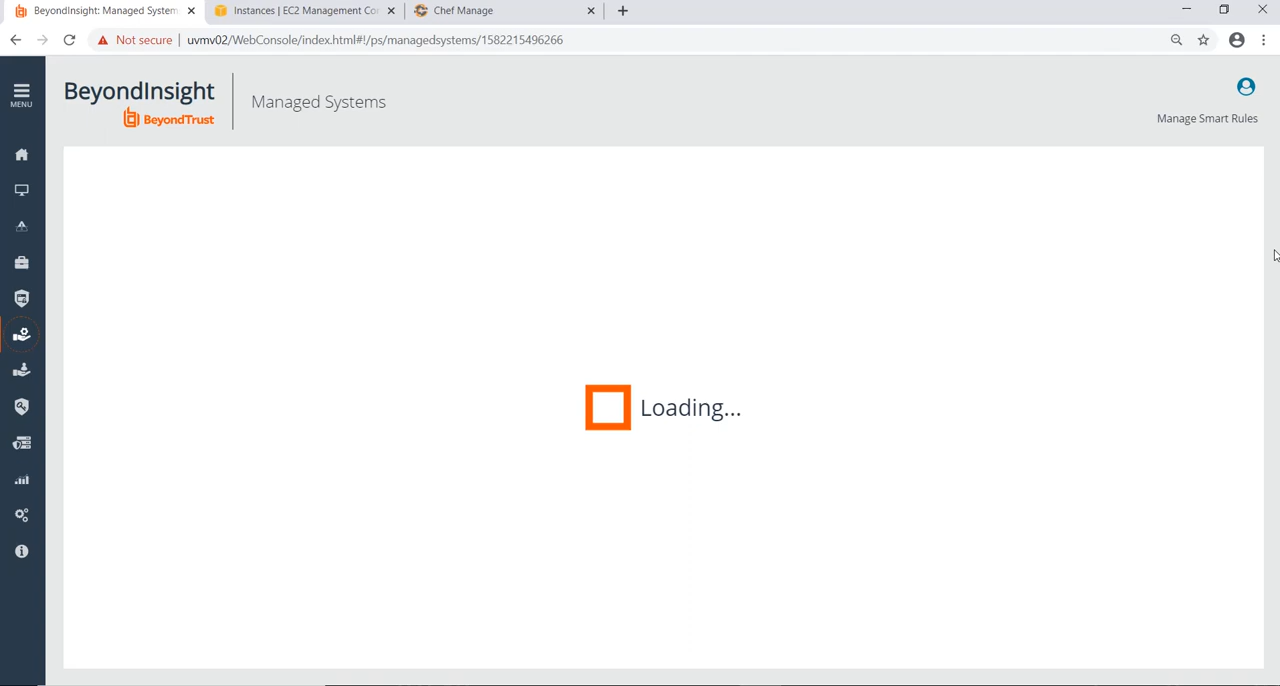 BeyondInsight: Managed System
Instances | EC2 Management Co
Chef Manage
Not secure
uvmv02/WebConsole/index.html#!/ps/managedsystems/1582215496266
MENU
BeyondInsight
BeyondTrust
Managed Systems
Manage Smart Rules
Loading...